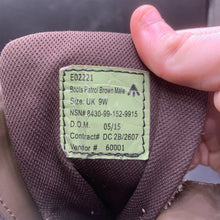 E02221
Boots Patrol Brown Male
Size: UK 9W
NSN# 8430-99-152-9915
D.O.M. 05/15
Contract# DC 2B/2607
Vendor # 60001